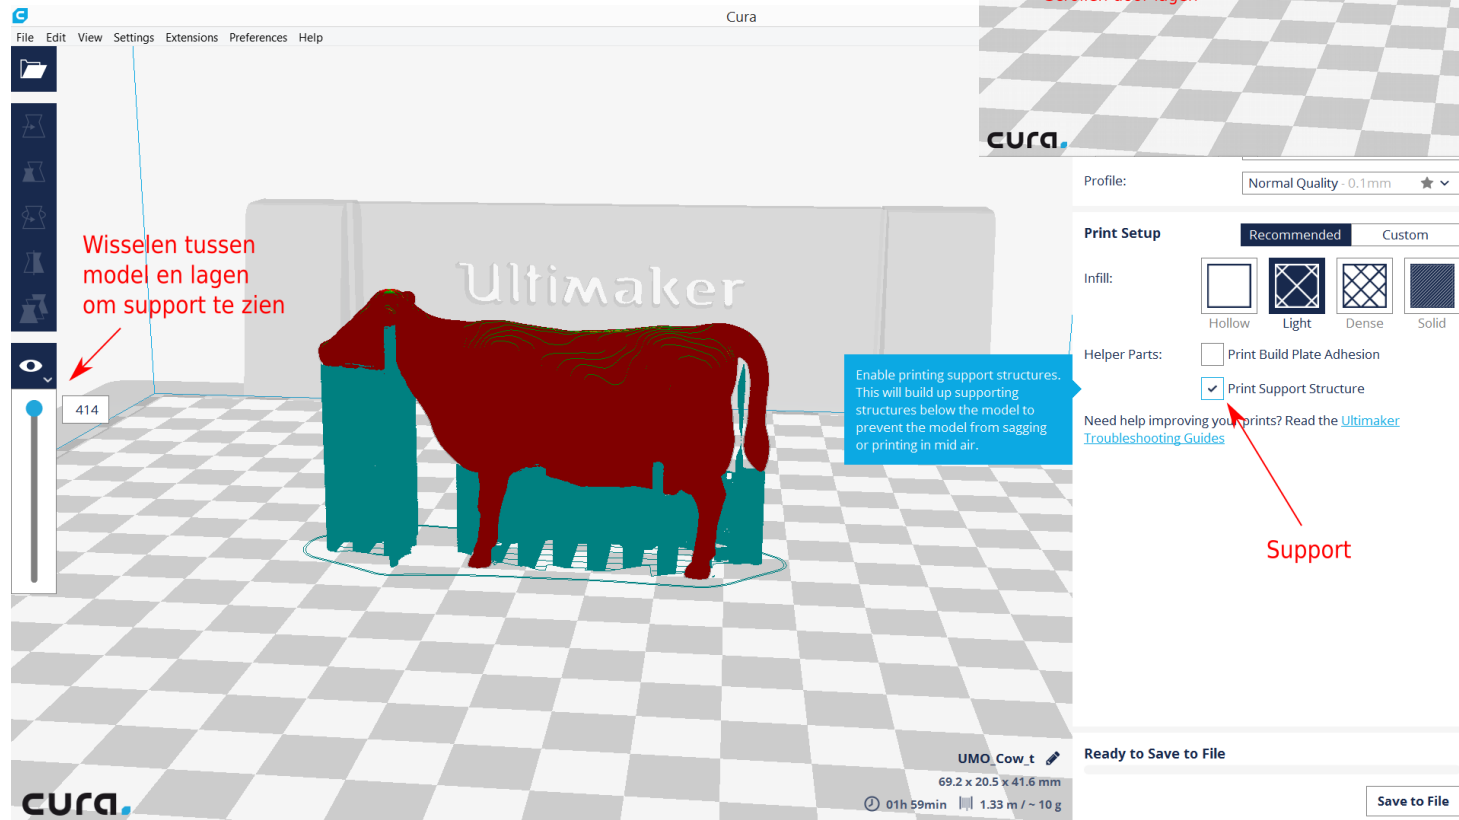 Cura
File Edit View Settings Extensions Preferences Help
cura.
Profile:
Normal Quality - 0.1mm
Print Setup
Recommended
Custom
Infill:
Hollow
Light
Dense
Solid
Helper Parts:
Print Build Plate Adhesion
Print Support Structure
Need help improving your prints? Read the Ultimaker
Troubleshooting Guides
Enable printing support structures.
This will build up supporting
structures below the model to
prevent the model from sagging
or printing in mid air.
Support
Wisselen tussen
model en lagen
om support te zien
414
Ultimaker
UMO_Cow_t
69.2 x 20.5 x 41.6 mm
01h 59min 1.33 m / ~ 10 g
cura.
Ready to Save to File
Save to File